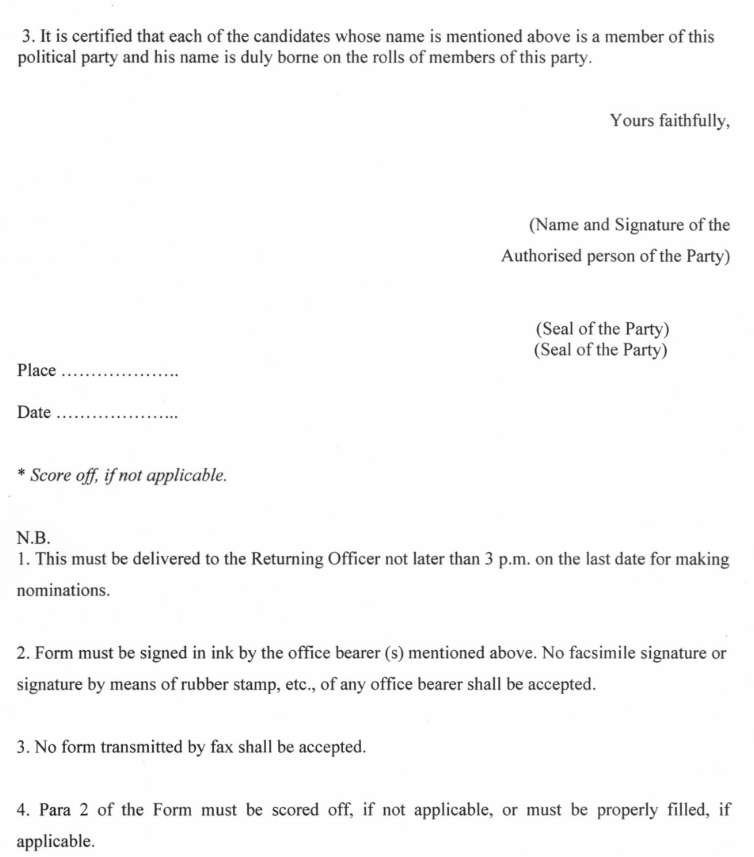 3. It is certified that each of the candidates whose name is mentioned above is a member of this
political party and his name is duly borne on the rolls of members of this party.
Yours faithfully,
(Name and Signature of the
Authorised person of the Party)
(Seal of the Party)
(Seal of the Party)
Place ………………..
Date ………………...
* Score off, if not applicable.
N.B.
1. This must be delivered to the Returning Officer not later than 3 p.m. on the last date for making
nominations.
2. Form must be signed in ink by the office bearer (s) mentioned above. No facsimile signature or
signature by means of rubber stamp, etc., of any office bearer shall be accepted.
3. No form transmitted by fax shall be accepted.
4. Para 2 of the Form must be scored off, if not applicable, or must be properly filled, if
applicable.